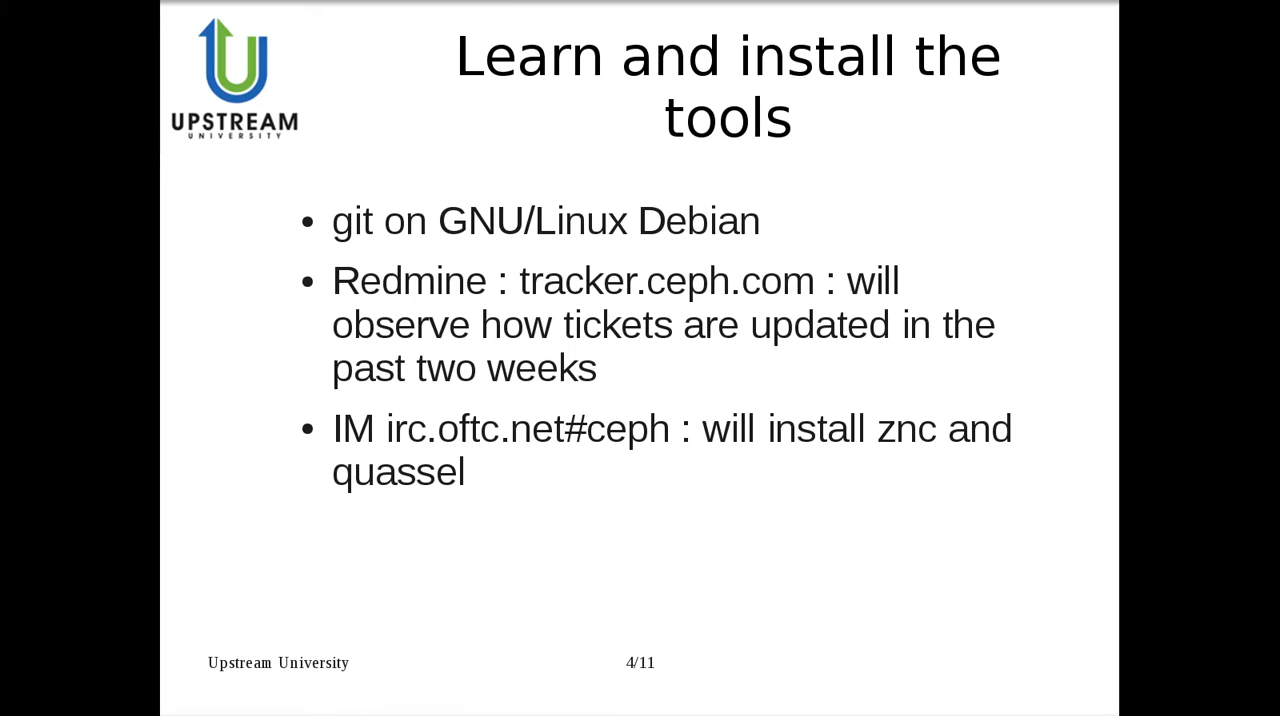 UPSTREAM
UNIVERSITY
Learn and install the
tools
• git on GNU/Linux Debian
• Redmine : tracker.ceph.com : will
observe how tickets are updated in the
past two weeks
• IM irc.oftc.net#ceph : will install znc and
quassel
Upstream University
4/11